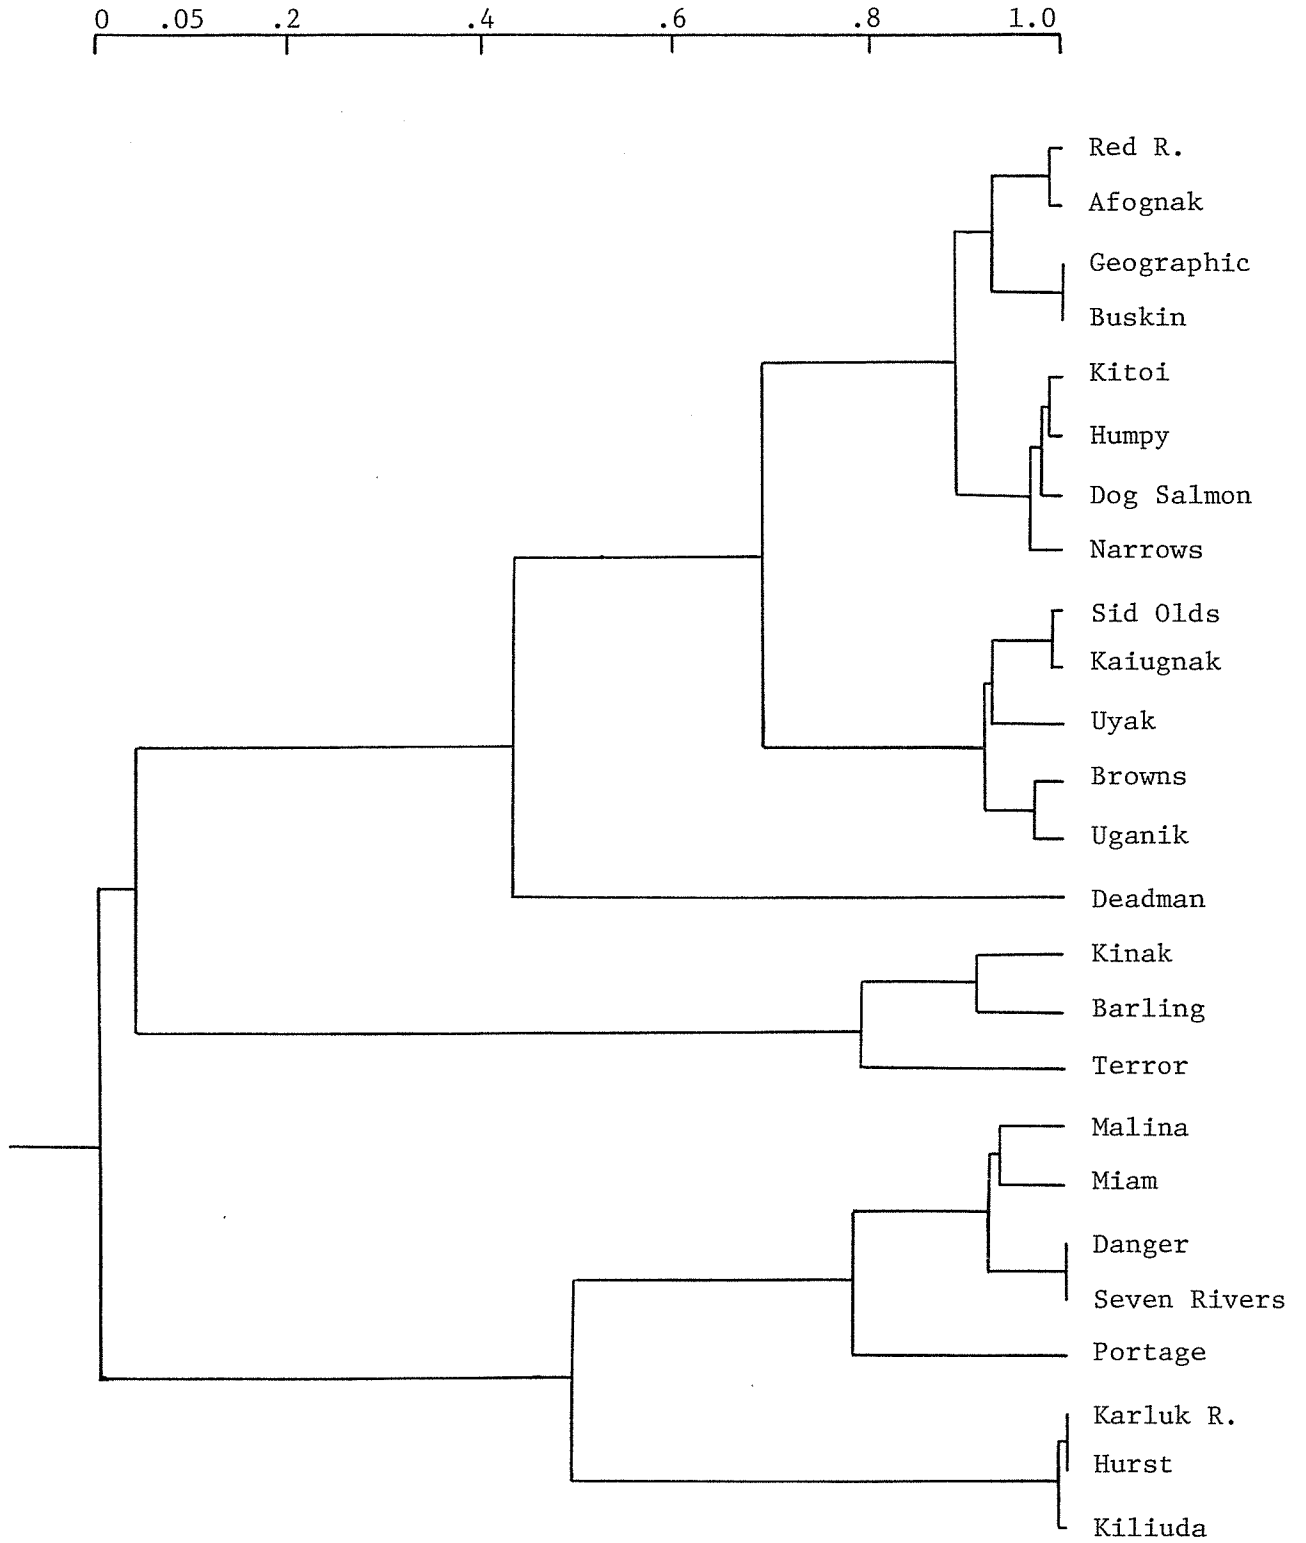 0 .05 .2 .4 .6 .8 1.0
Red R.
Afognak
Geographic
Buskin
Kitoi
Humpy
Dog Salmon
Narrows
Sid Olds
Kaiugnak
Uyak
Browns
Uganik
Deadman
Kinak
Barling
Terror
Malina
Miam
Danger
Seven Rivers
Portage
Karluk R.
Hurst
Kiliuda